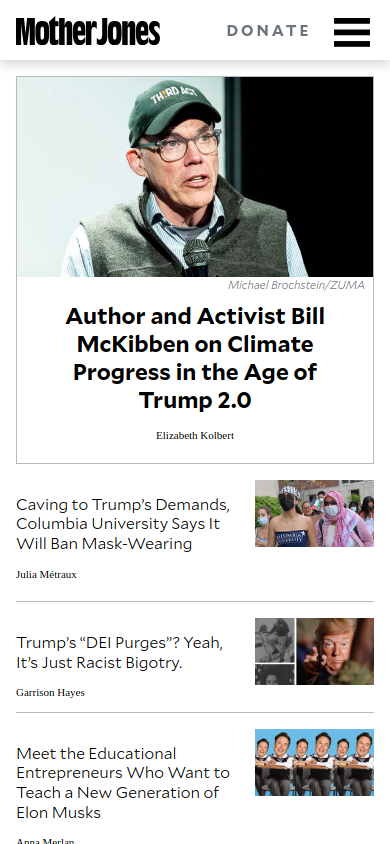 Mother Jones
DONATE
TH!RD ACT
Michael Brochstein/ZUMA
Author and Activist Bill
McKibben on Climate
Progress in the Age of
Trump 2.0
Elizabeth Kolbert
Caving to Trump’s Demands,
Columbia University Says It
Will Ban Mask-Wearing
COLUMBIA
Julia Métraux
Trump’s “DEI Purges”? Yeah,
It’s Just Racist Bigotry.
Garrison Hayes
Meet the Educational
Entrepreneurs Who Want to
Teach a New Generation of
Elon Musks
Anna Merlan